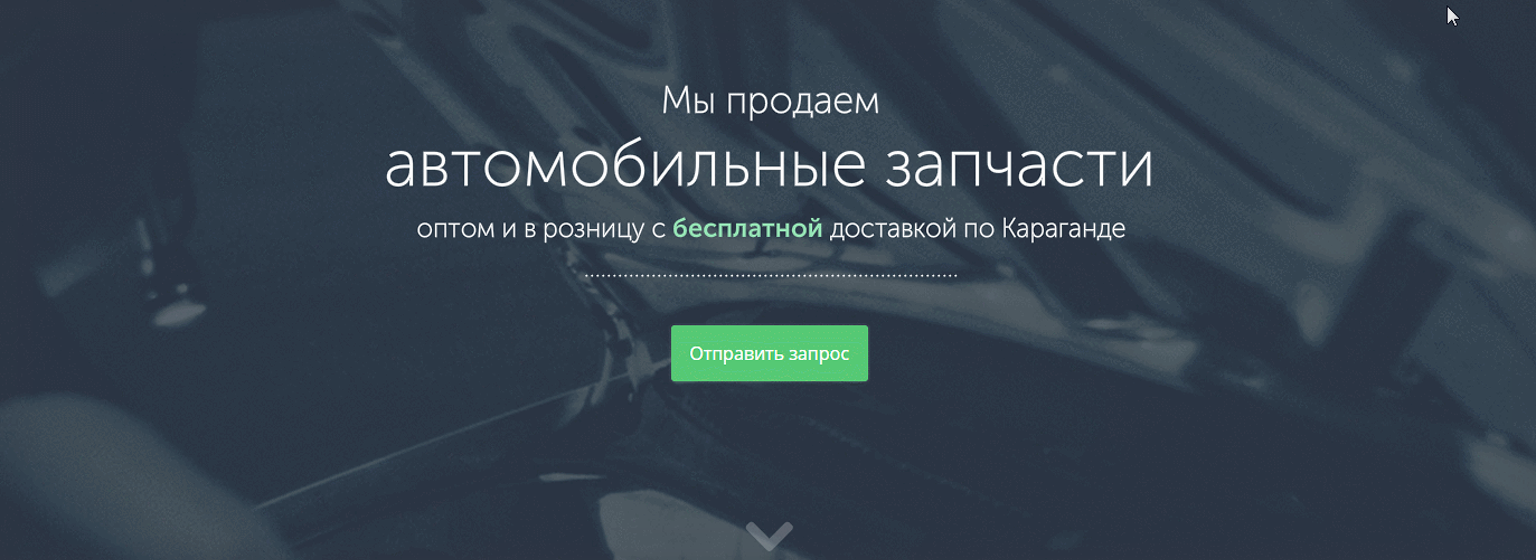 Мы продаем
автомобильные запчасти
оптом и в розницу с бесплатной доставкой по Караганде
Отправить запрос